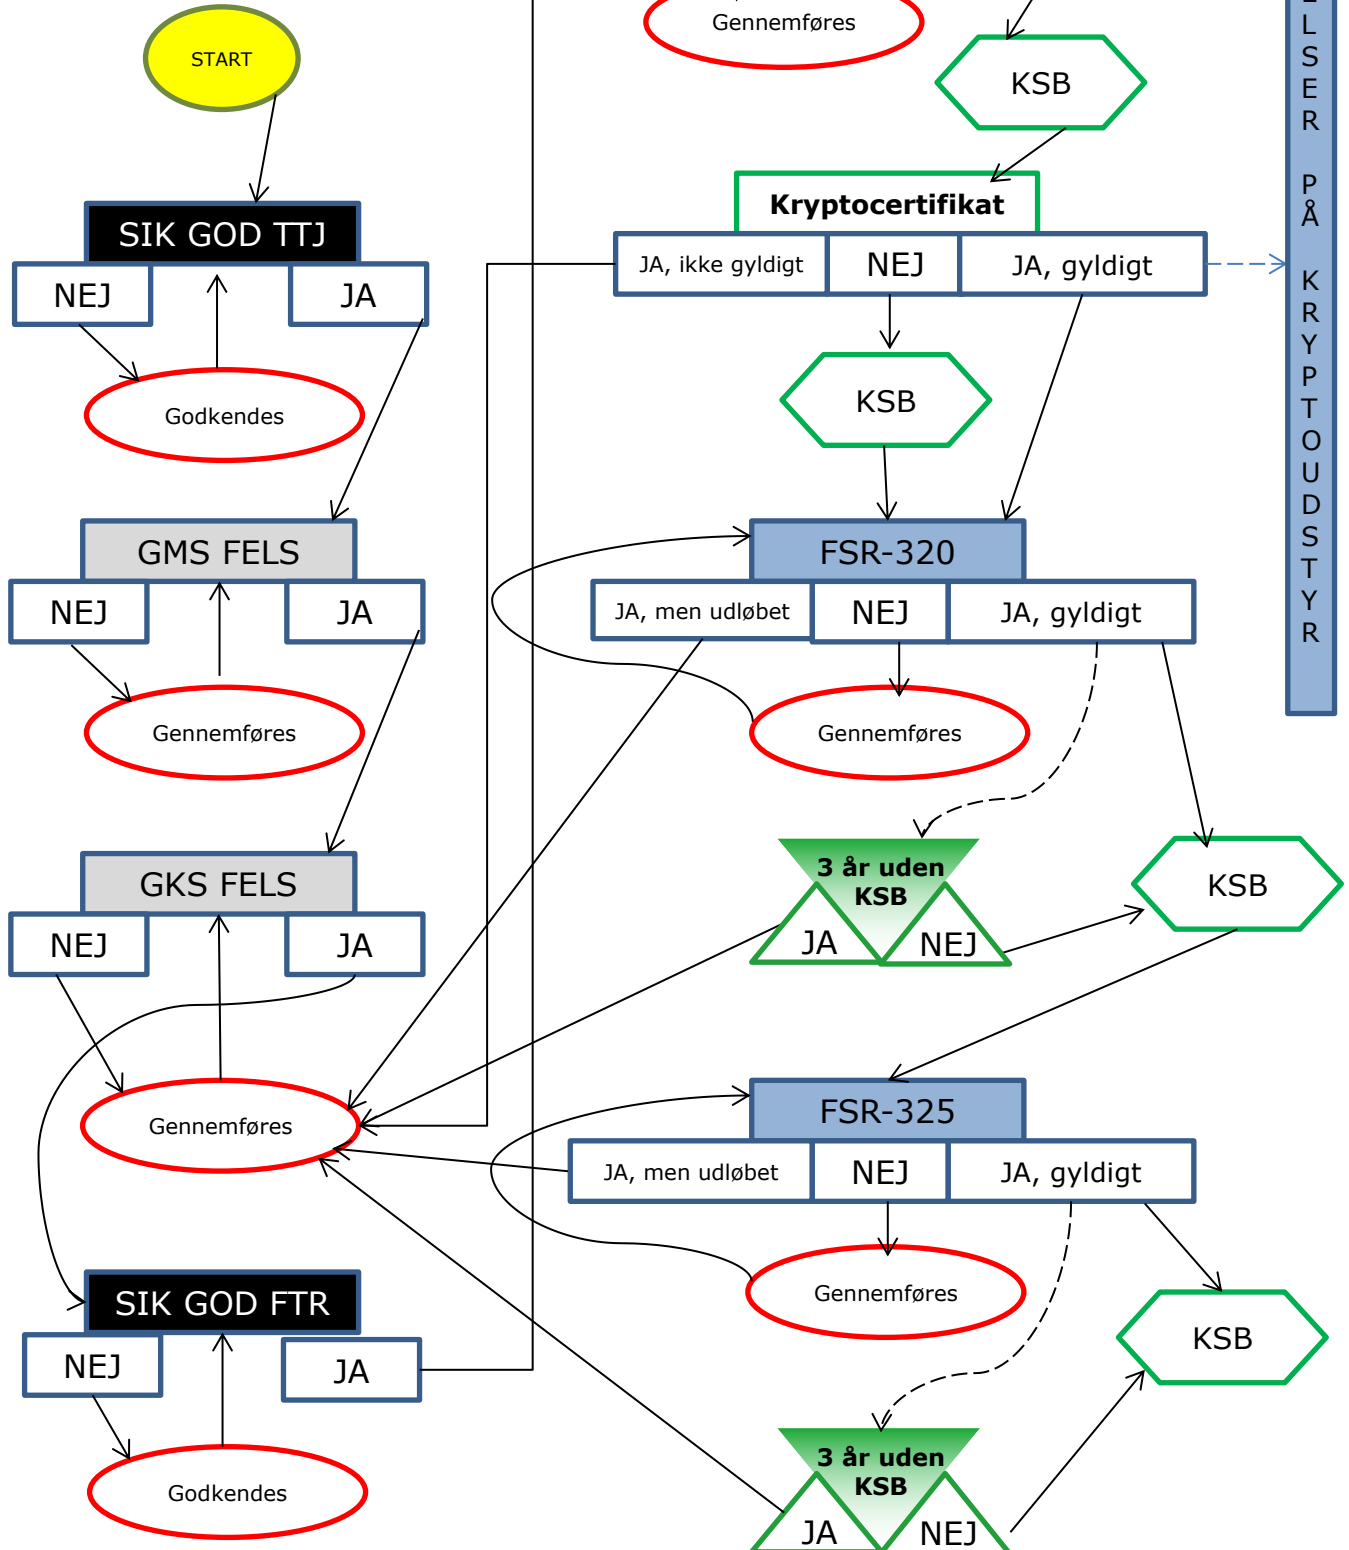 START
SIK GOD TTJ
NEJ
JA
Godkendes
GMS FELS
NEJ
JA
Gennemføres
GKS FELS
NEJ
JA
Gennemføres
SIK GOD FTR
NEJ
JA
Godkendes
Gennemføres
KSB
Kryptocertifikat
JA, ikke gyldigt
NEJ
JA, gyldigt
KSB
FSR-320
JA, men udløbet
NEJ
JA, gyldigt
Gennemføres
3 år uden
KSB
JA
NEJ
KSB
FSR-325
JA, men udløbet
NEJ
JA, gyldigt
Gennemføres
KSB
3 år uden
KSB
JA
NEJ
L
S
E
R
P
Å
K
R
Y
P
T
O
U
D
S
T
Y
R